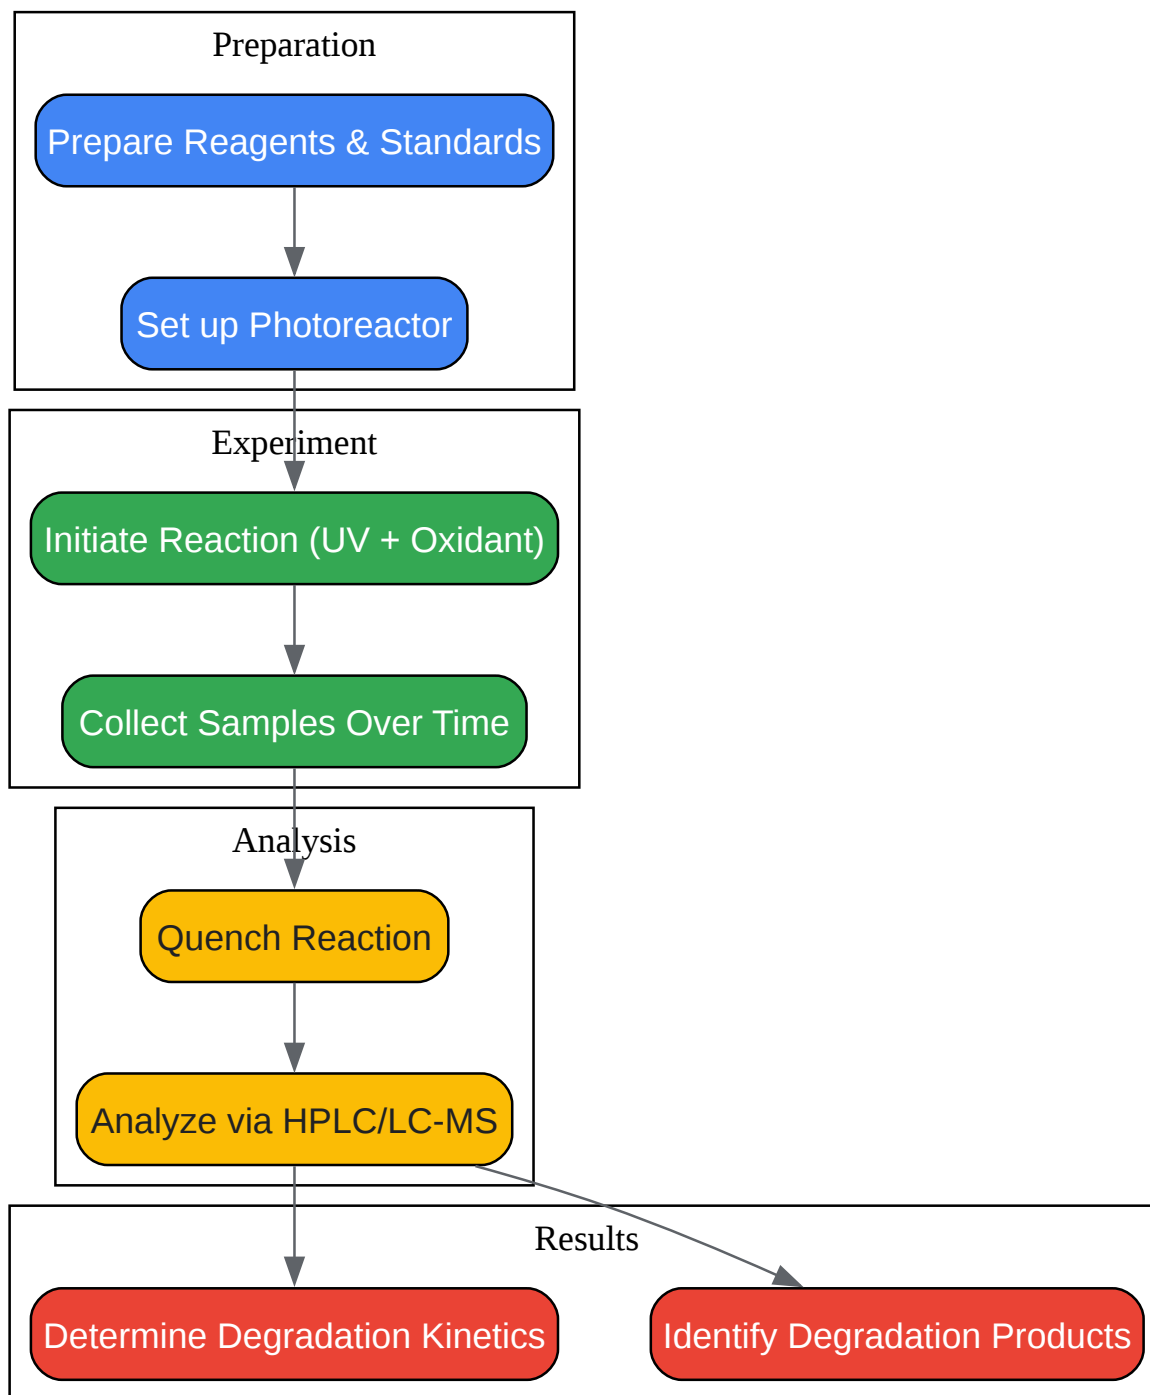 Preparation
Prepare Reagents & Standards
Set up Photoreactor
Experiment
Initiate Reaction (UV + Oxidant)
Collect Samples Over Time
Analysis
Quench Reaction
Analyze via HPLC/LC-MS
Results
Determine Degradation Kinetics
Identify Degradation Products